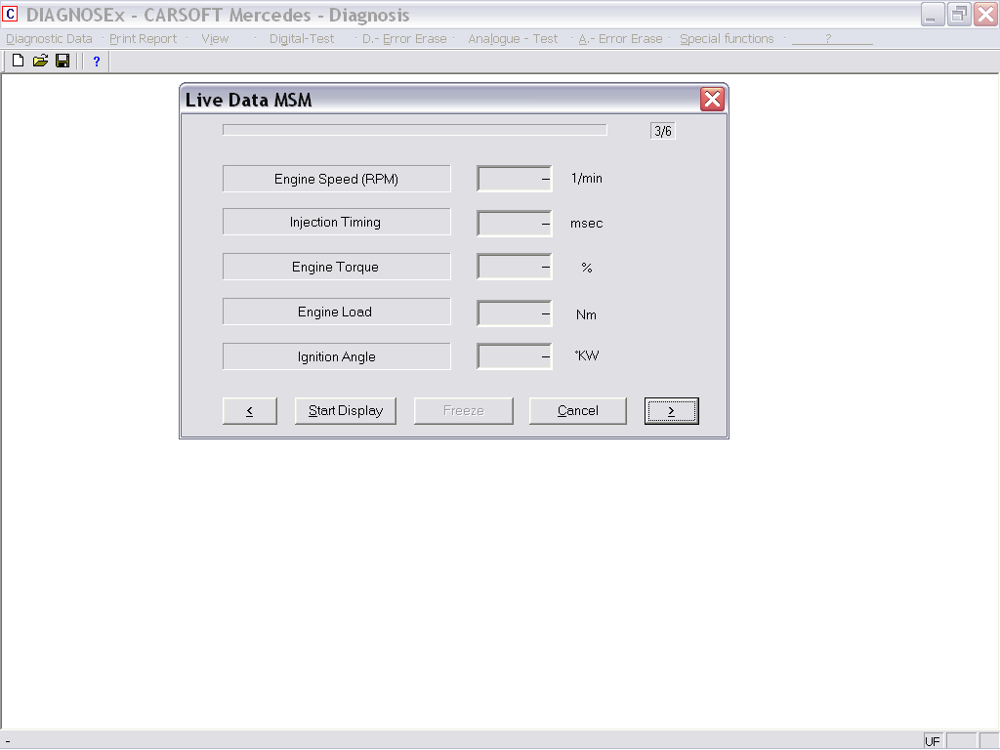 C DIAGNOSEx - CARSOFT Mercedes - Diagnosis
Diagnostic Data - Print Report - View - Digital-Test - D.- Error Erase - Analogue - Test - A.- Error Erase - Special functions - ?
?
Live Data MSM
3/6
Engine Speed (RPM) – 1/min
Injection Timing – msec
Engine Torque – %
Engine Load – Nm
Ignition Angle – °KW
< Start Display Freeze Cancel >
- UF